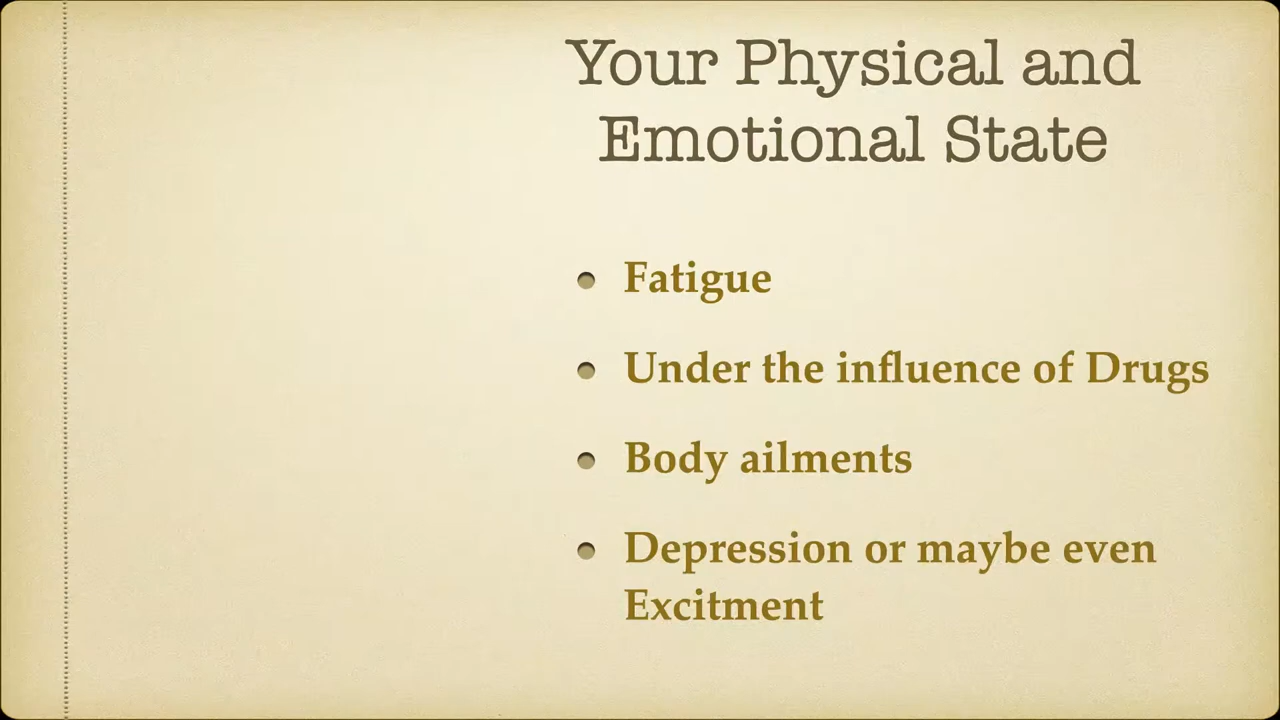 Your Physical and
Emotional State
• Fatigue
• Under the influence of Drugs
• Body ailments
• Depression or maybe even
Excitment